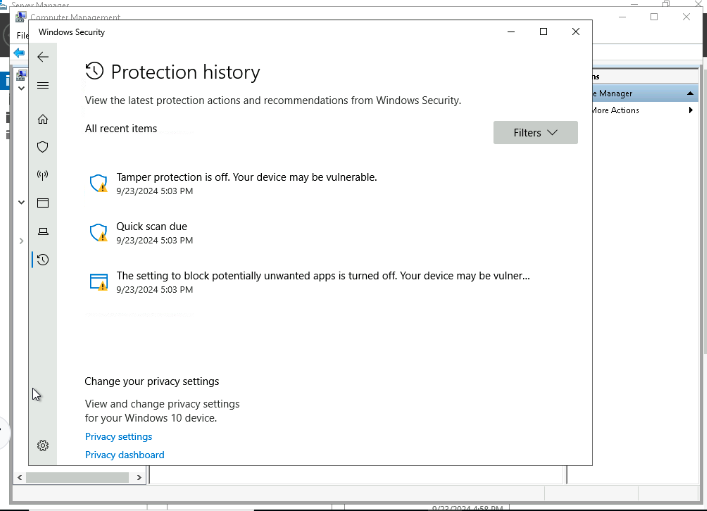 Server Manager
Computer Management
File
Windows Security
Protection history
View the latest protection actions and recommendations from Windows Security.
All recent items
Filters
Tamper protection is off. Your device may be vulnerable.
9/23/2024 5:03 PM
Quick scan due
9/23/2024 5:03 PM
The setting to block potentially unwanted apps is turned off. Your device may be vulner...
9/23/2024 5:03 PM
Change your privacy settings
View and change privacy settings
for your Windows 10 device.
Privacy settings
Privacy dashboard
ns
e Manager
More Actions
9/23/2024 4:58 PM